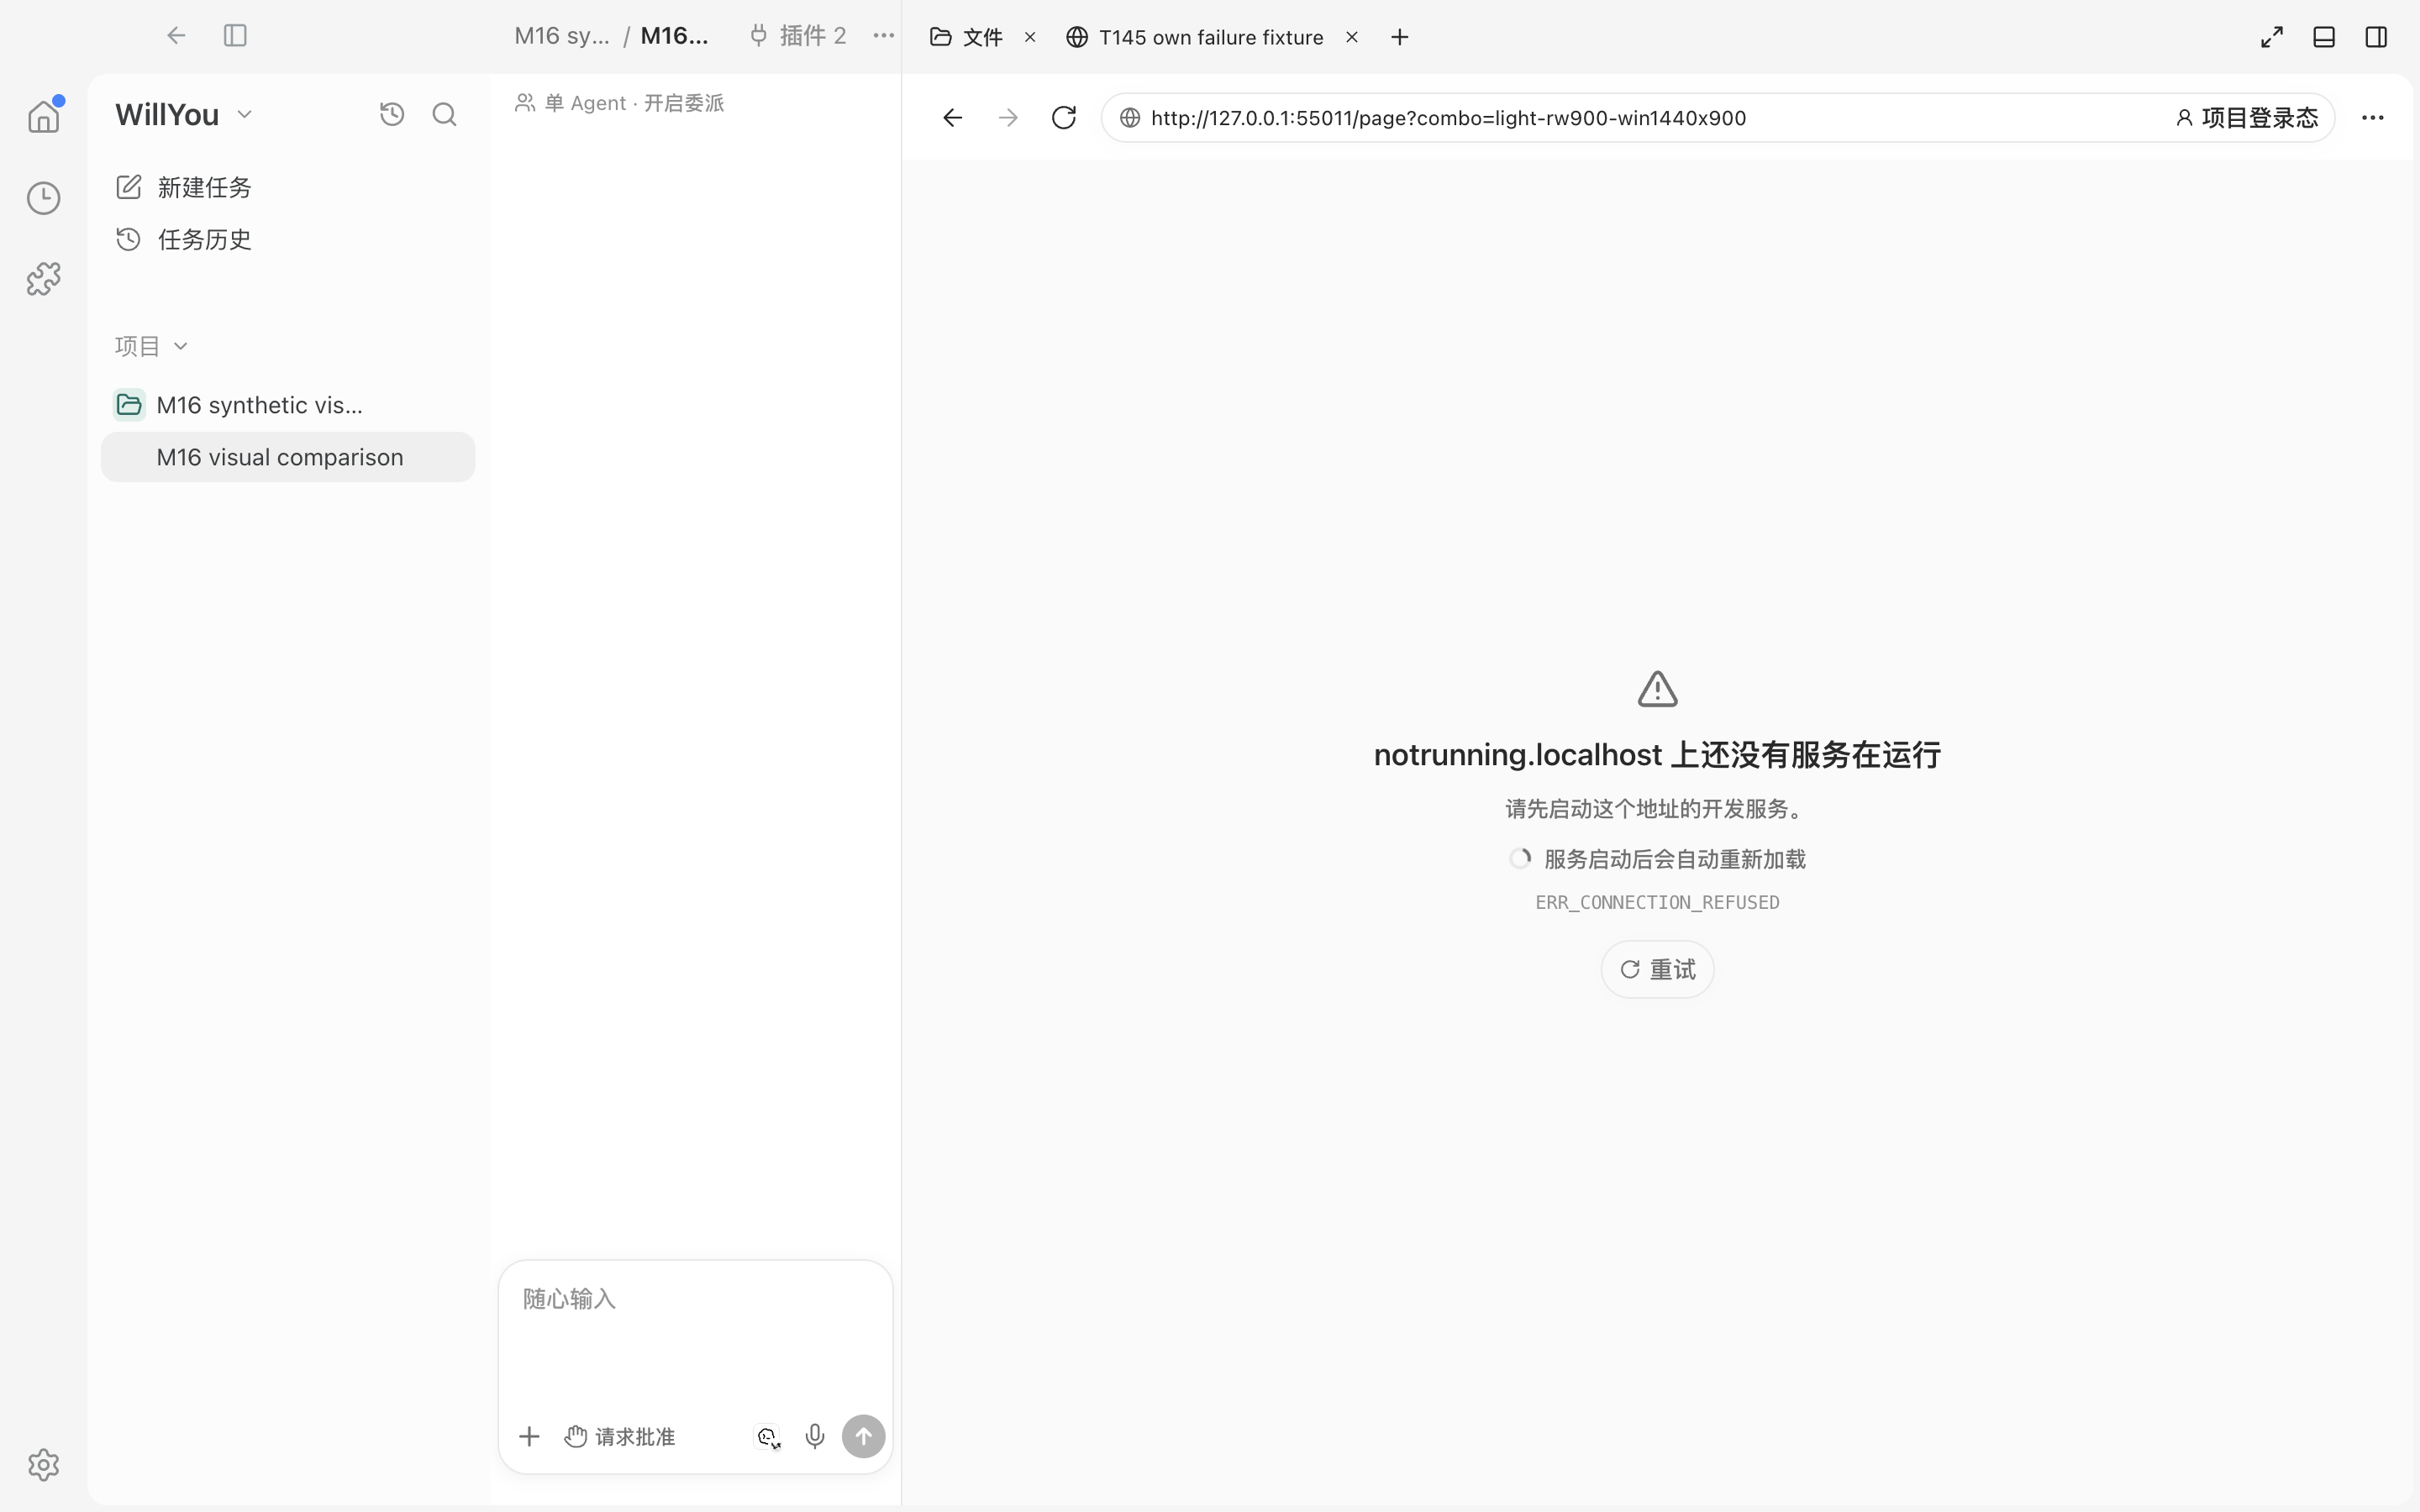 M16 sy... / M16... 插件 2
文件
T145 own failure fixture
WillYou
新建任务
任务历史
项目
M16 synthetic vis...
M16 visual comparison
单 Agent · 开启委派
随心输入
请求批准
http://127.0.0.1:55011/page?combo=light-rw900-win1440x900
项目登录态
notrunning.localhost 上还没有服务在运行
请先启动这个地址的开发服务。
服务启动后会自动重新加载
ERR_CONNECTION_REFUSED
重试